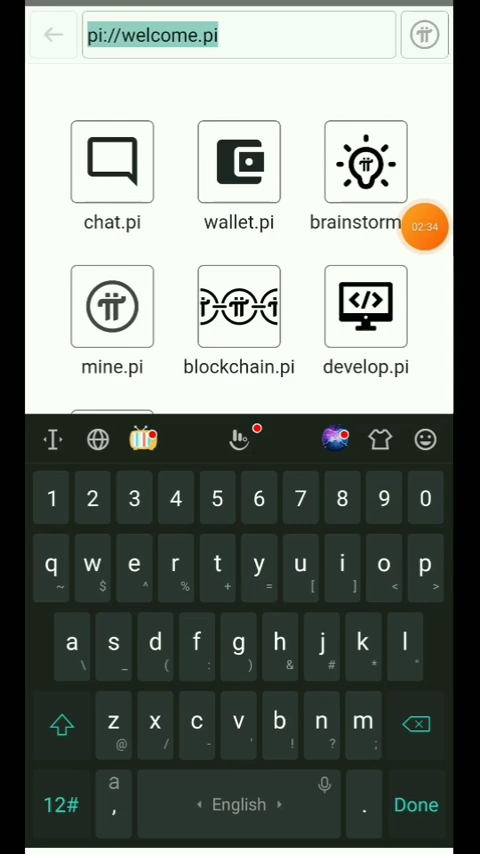 pi://welcome.pi
chat.pi wallet.pi brainstorm
02:34
mine.pi blockchain.pi develop.pi
1 2 3 4 5 6 7 8 9 0
q w e r t y u i o p
~ $ ^ % + = [ ] < >
a s d f g h j k l
\ _ ( : ) & # * "
z x c v b n m
@ / - ' ! ? ;
12# a , English . Done